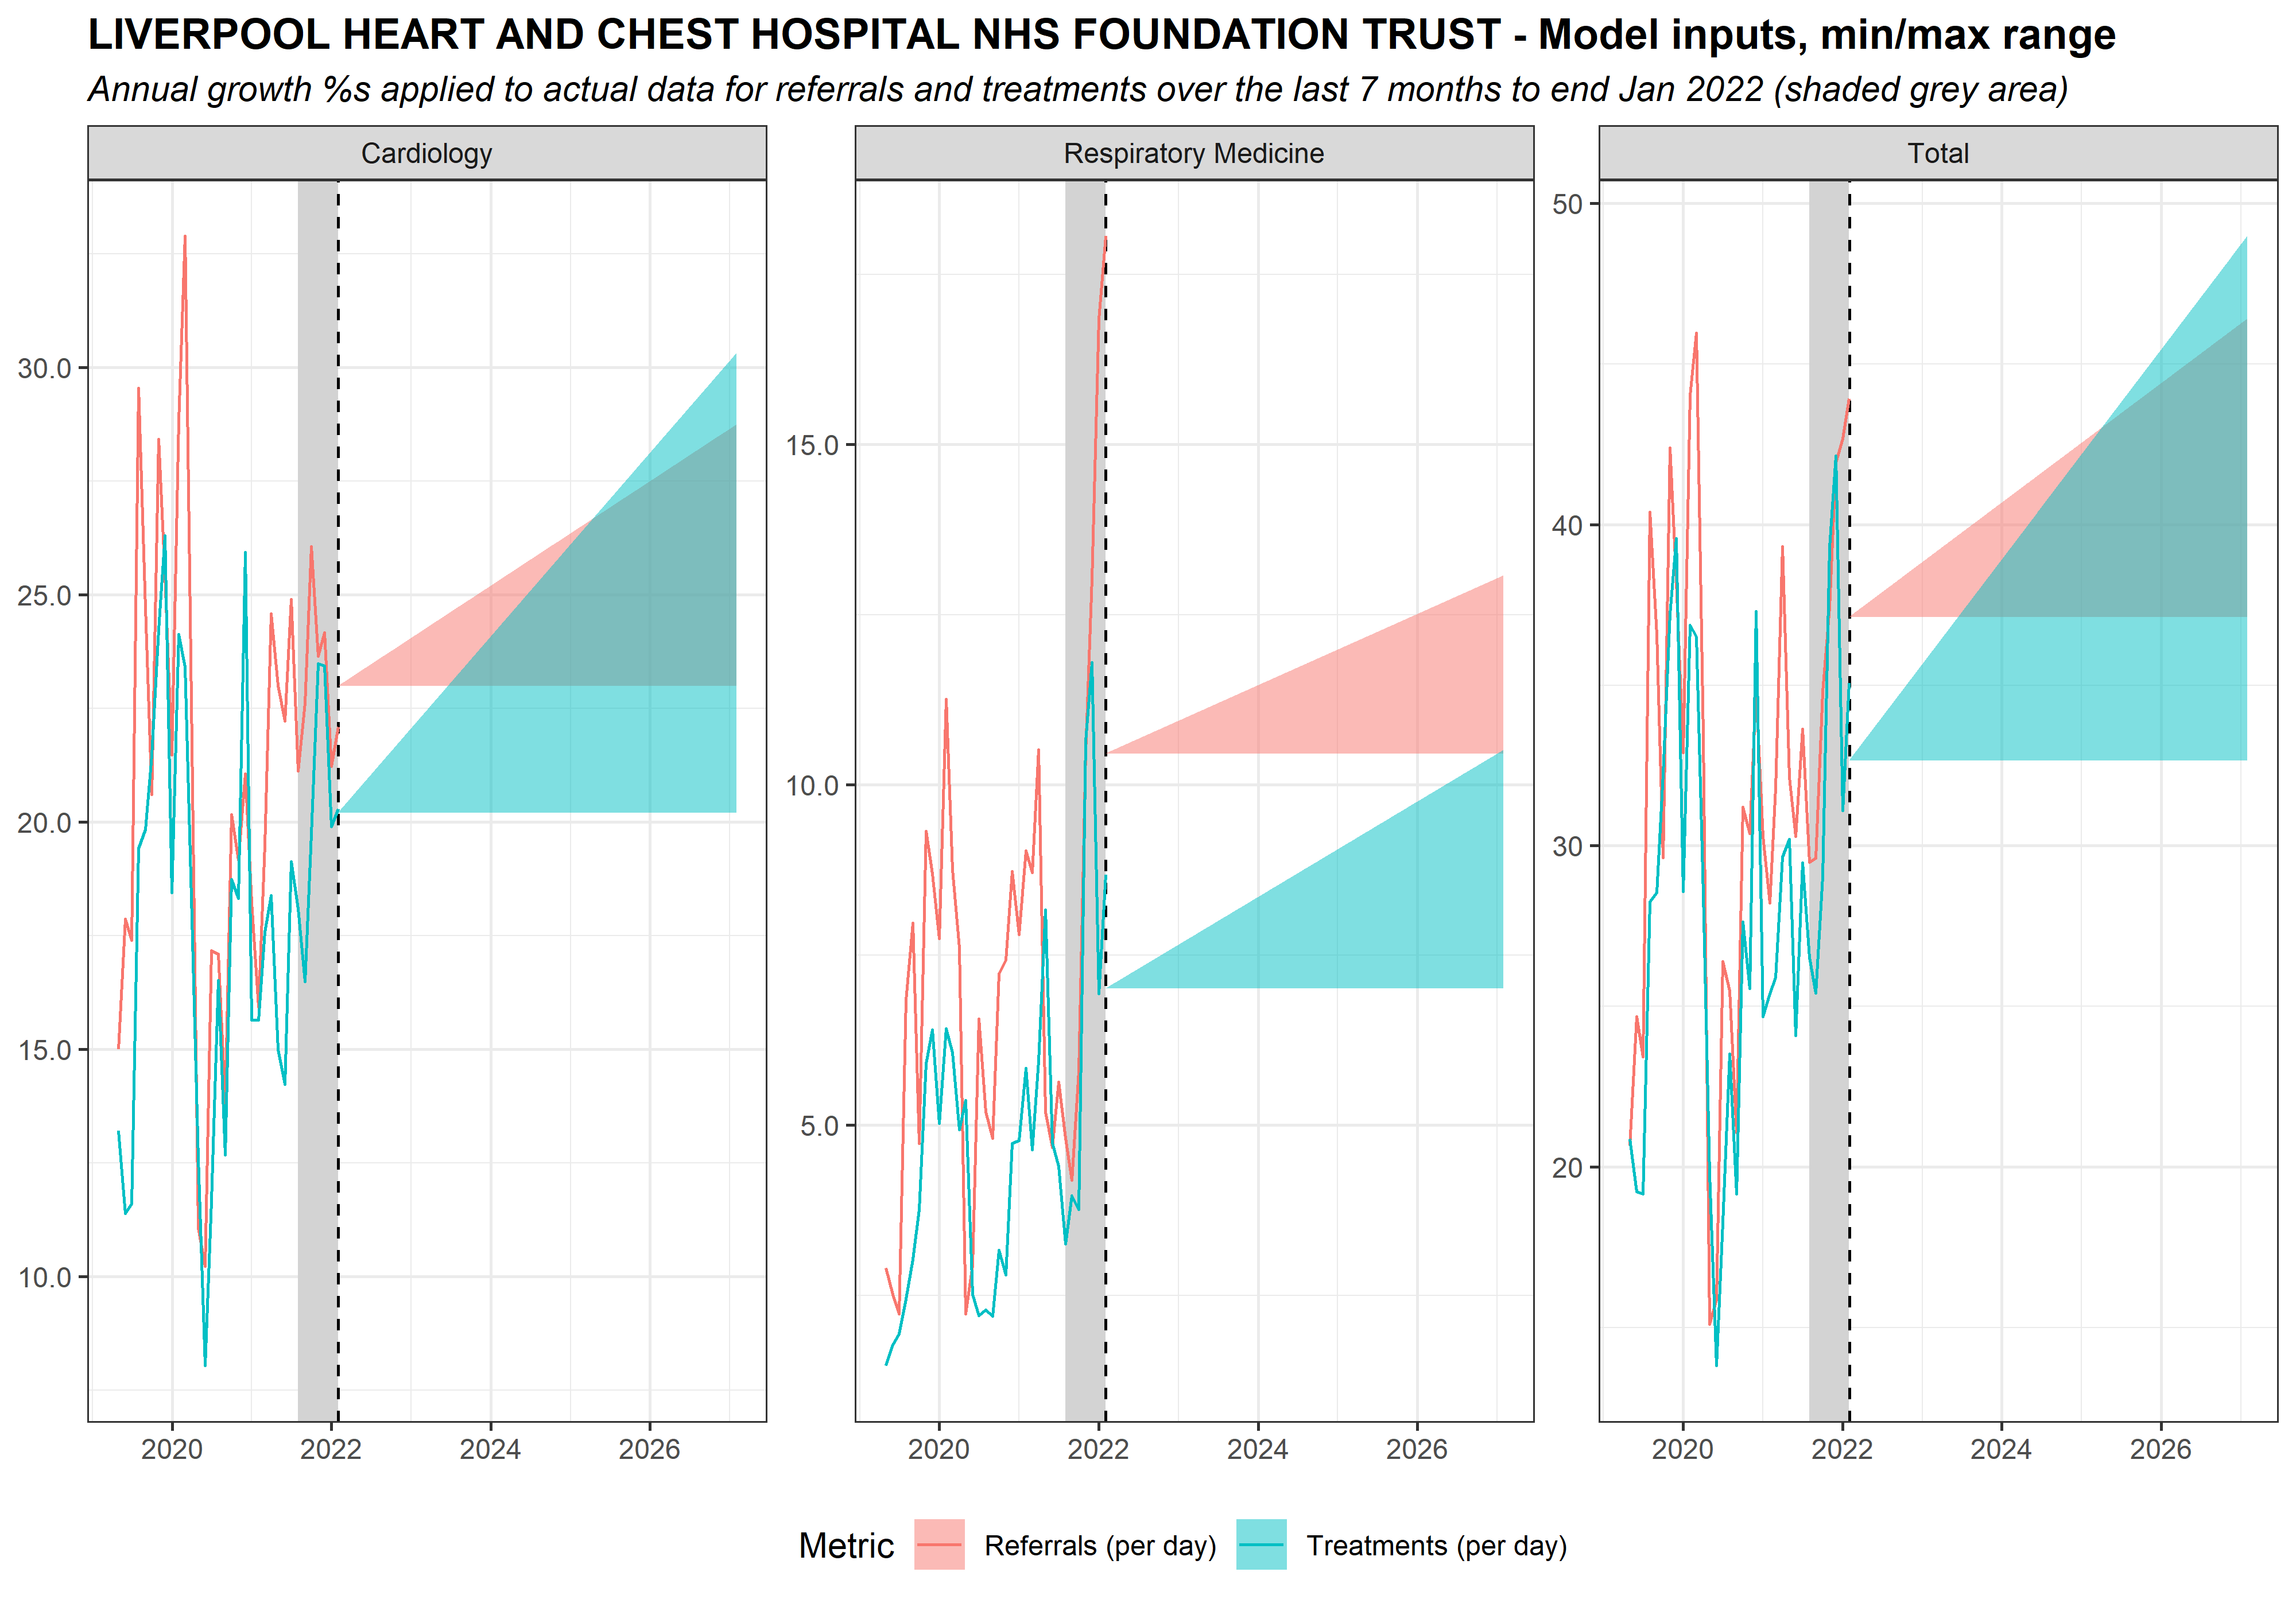 LIVERPOOL HEART AND CHEST HOSPITAL NHS FOUNDATION TRUST - Model inputs, min/max range
Annual growth %s applied to actual data for referrals and treatments over the last 7 months to end Jan 2022 (shaded grey area)
Cardiology
Respiratory Medicine
Total
30.0
25.0
20.0
15.0
10.0
15.0
10.0
5.0
50
40
30
20
2020 2022 2024 2026
2020 2022 2024 2026
2020 2022 2024 2026
Metric Referrals (per day) Treatments (per day)